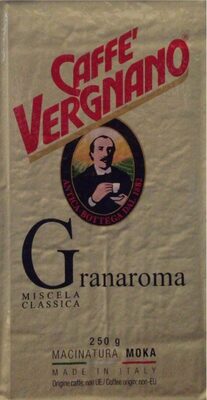 CAFFÈ
VERGNANO®
ANTICA BOTTEGA DAL 1882
Granaroma
MISCELA
CLASSICA
250 g
MACINATURA MOKA
MADE IN ITALY
Origine caffè: non UE / Coffee origin: non-EU